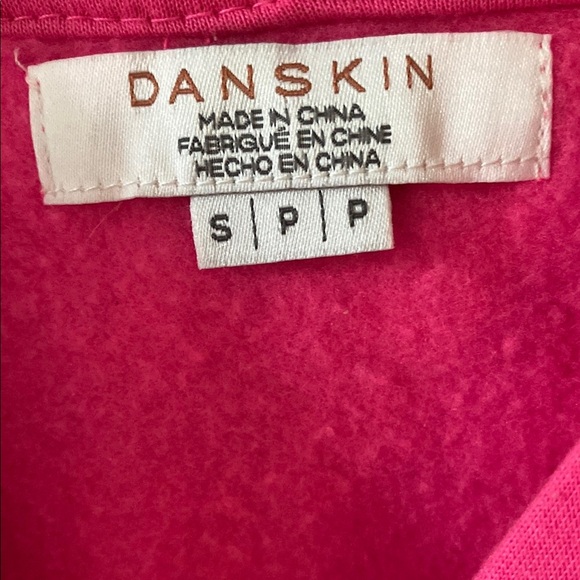 DANSKIN
MADE IN CHINA
FABRIQUÉ EN CHINE
HECHO EN CHINA
S | P | P